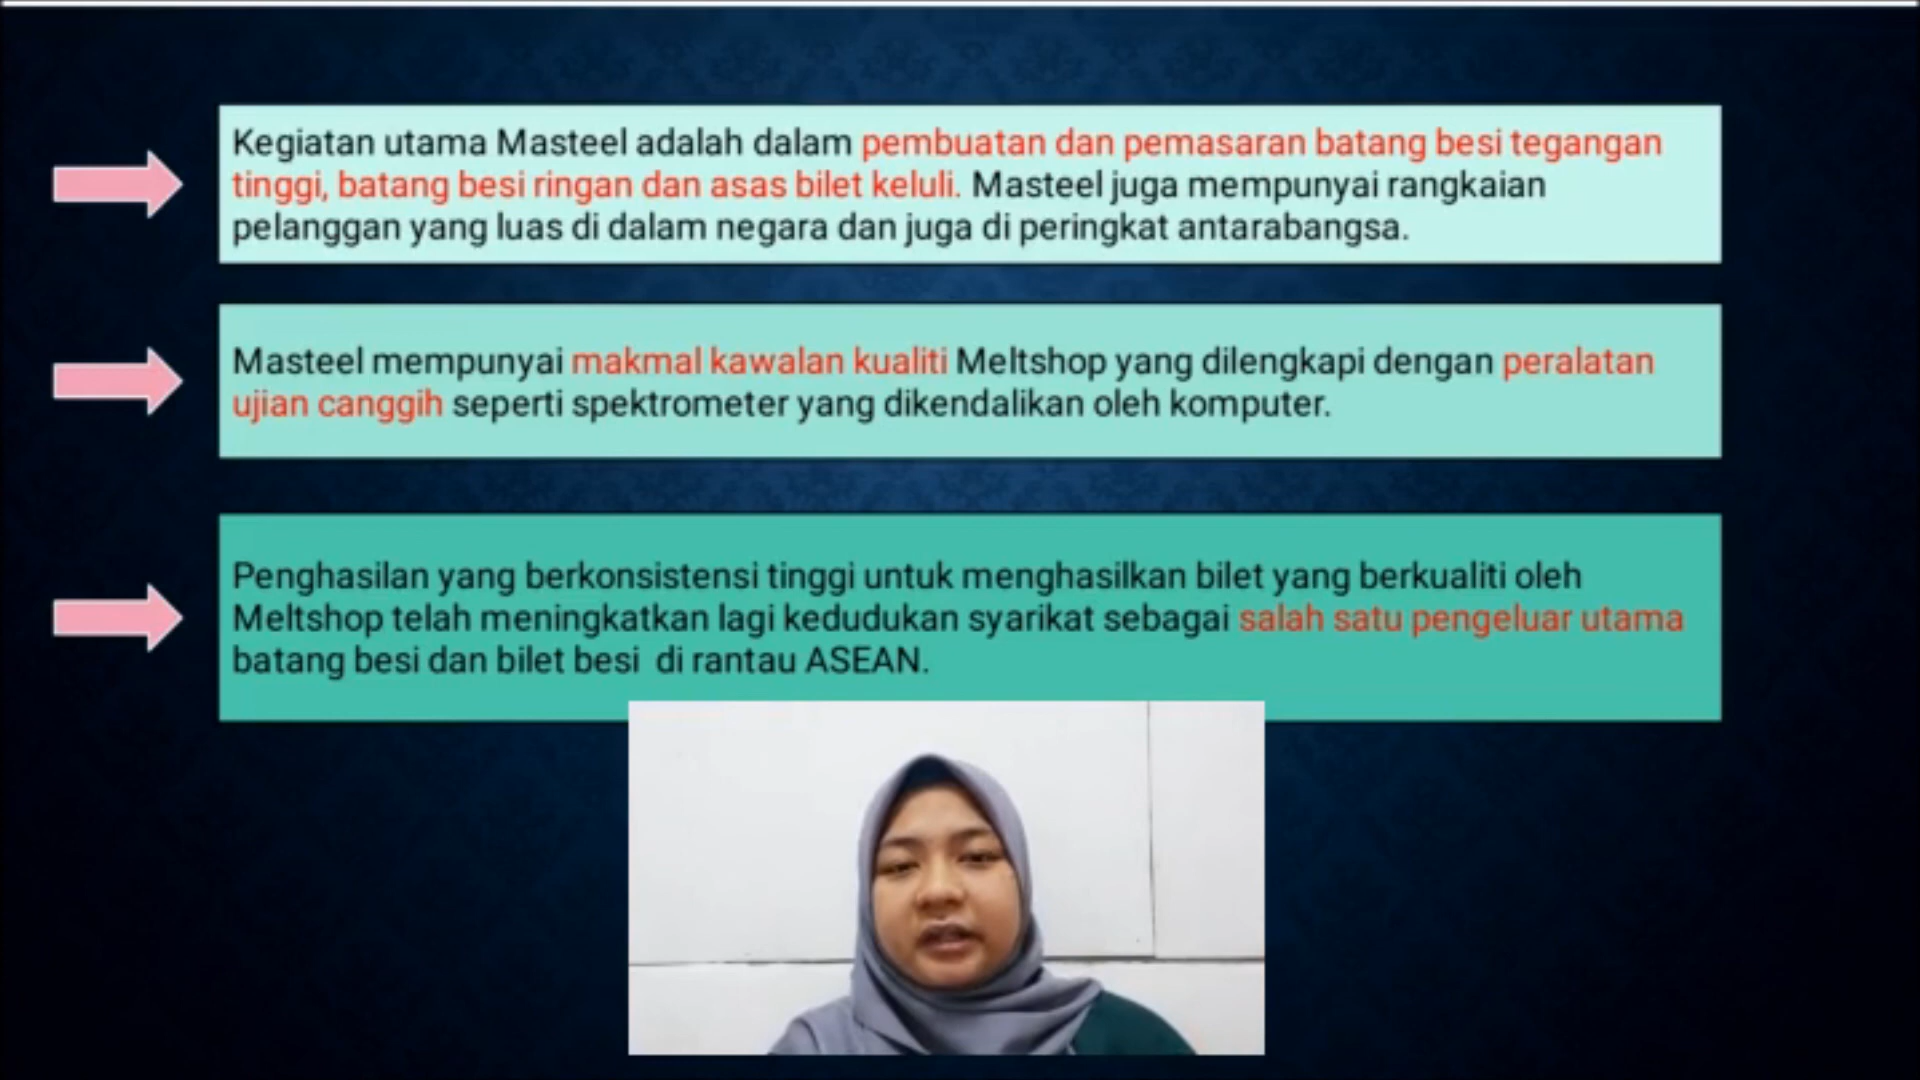 Kegiatan utama Masteel adalah dalam pembuatan dan pemasaran batang besi tegangan
tinggi, batang besi ringan dan asas bilet keluli. Masteel juga mempunyai rangkaian
pelanggan yang luas di dalam negara dan juga di peringkat antarabangsa.
Masteel mempunyai makmal kawalan kualiti Meltshop yang dilengkapi dengan peralatan
ujian canggih seperti spektrometer yang dikendalikan oleh komputer.
Penghasilan yang berkonsistensi tinggi untuk menghasilkan bilet yang berkualiti oleh
Meltshop telah meningkatkan lagi kedudukan syarikat sebagai salah satu pengeluar utama
batang besi dan bilet besi di rantau ASEAN.